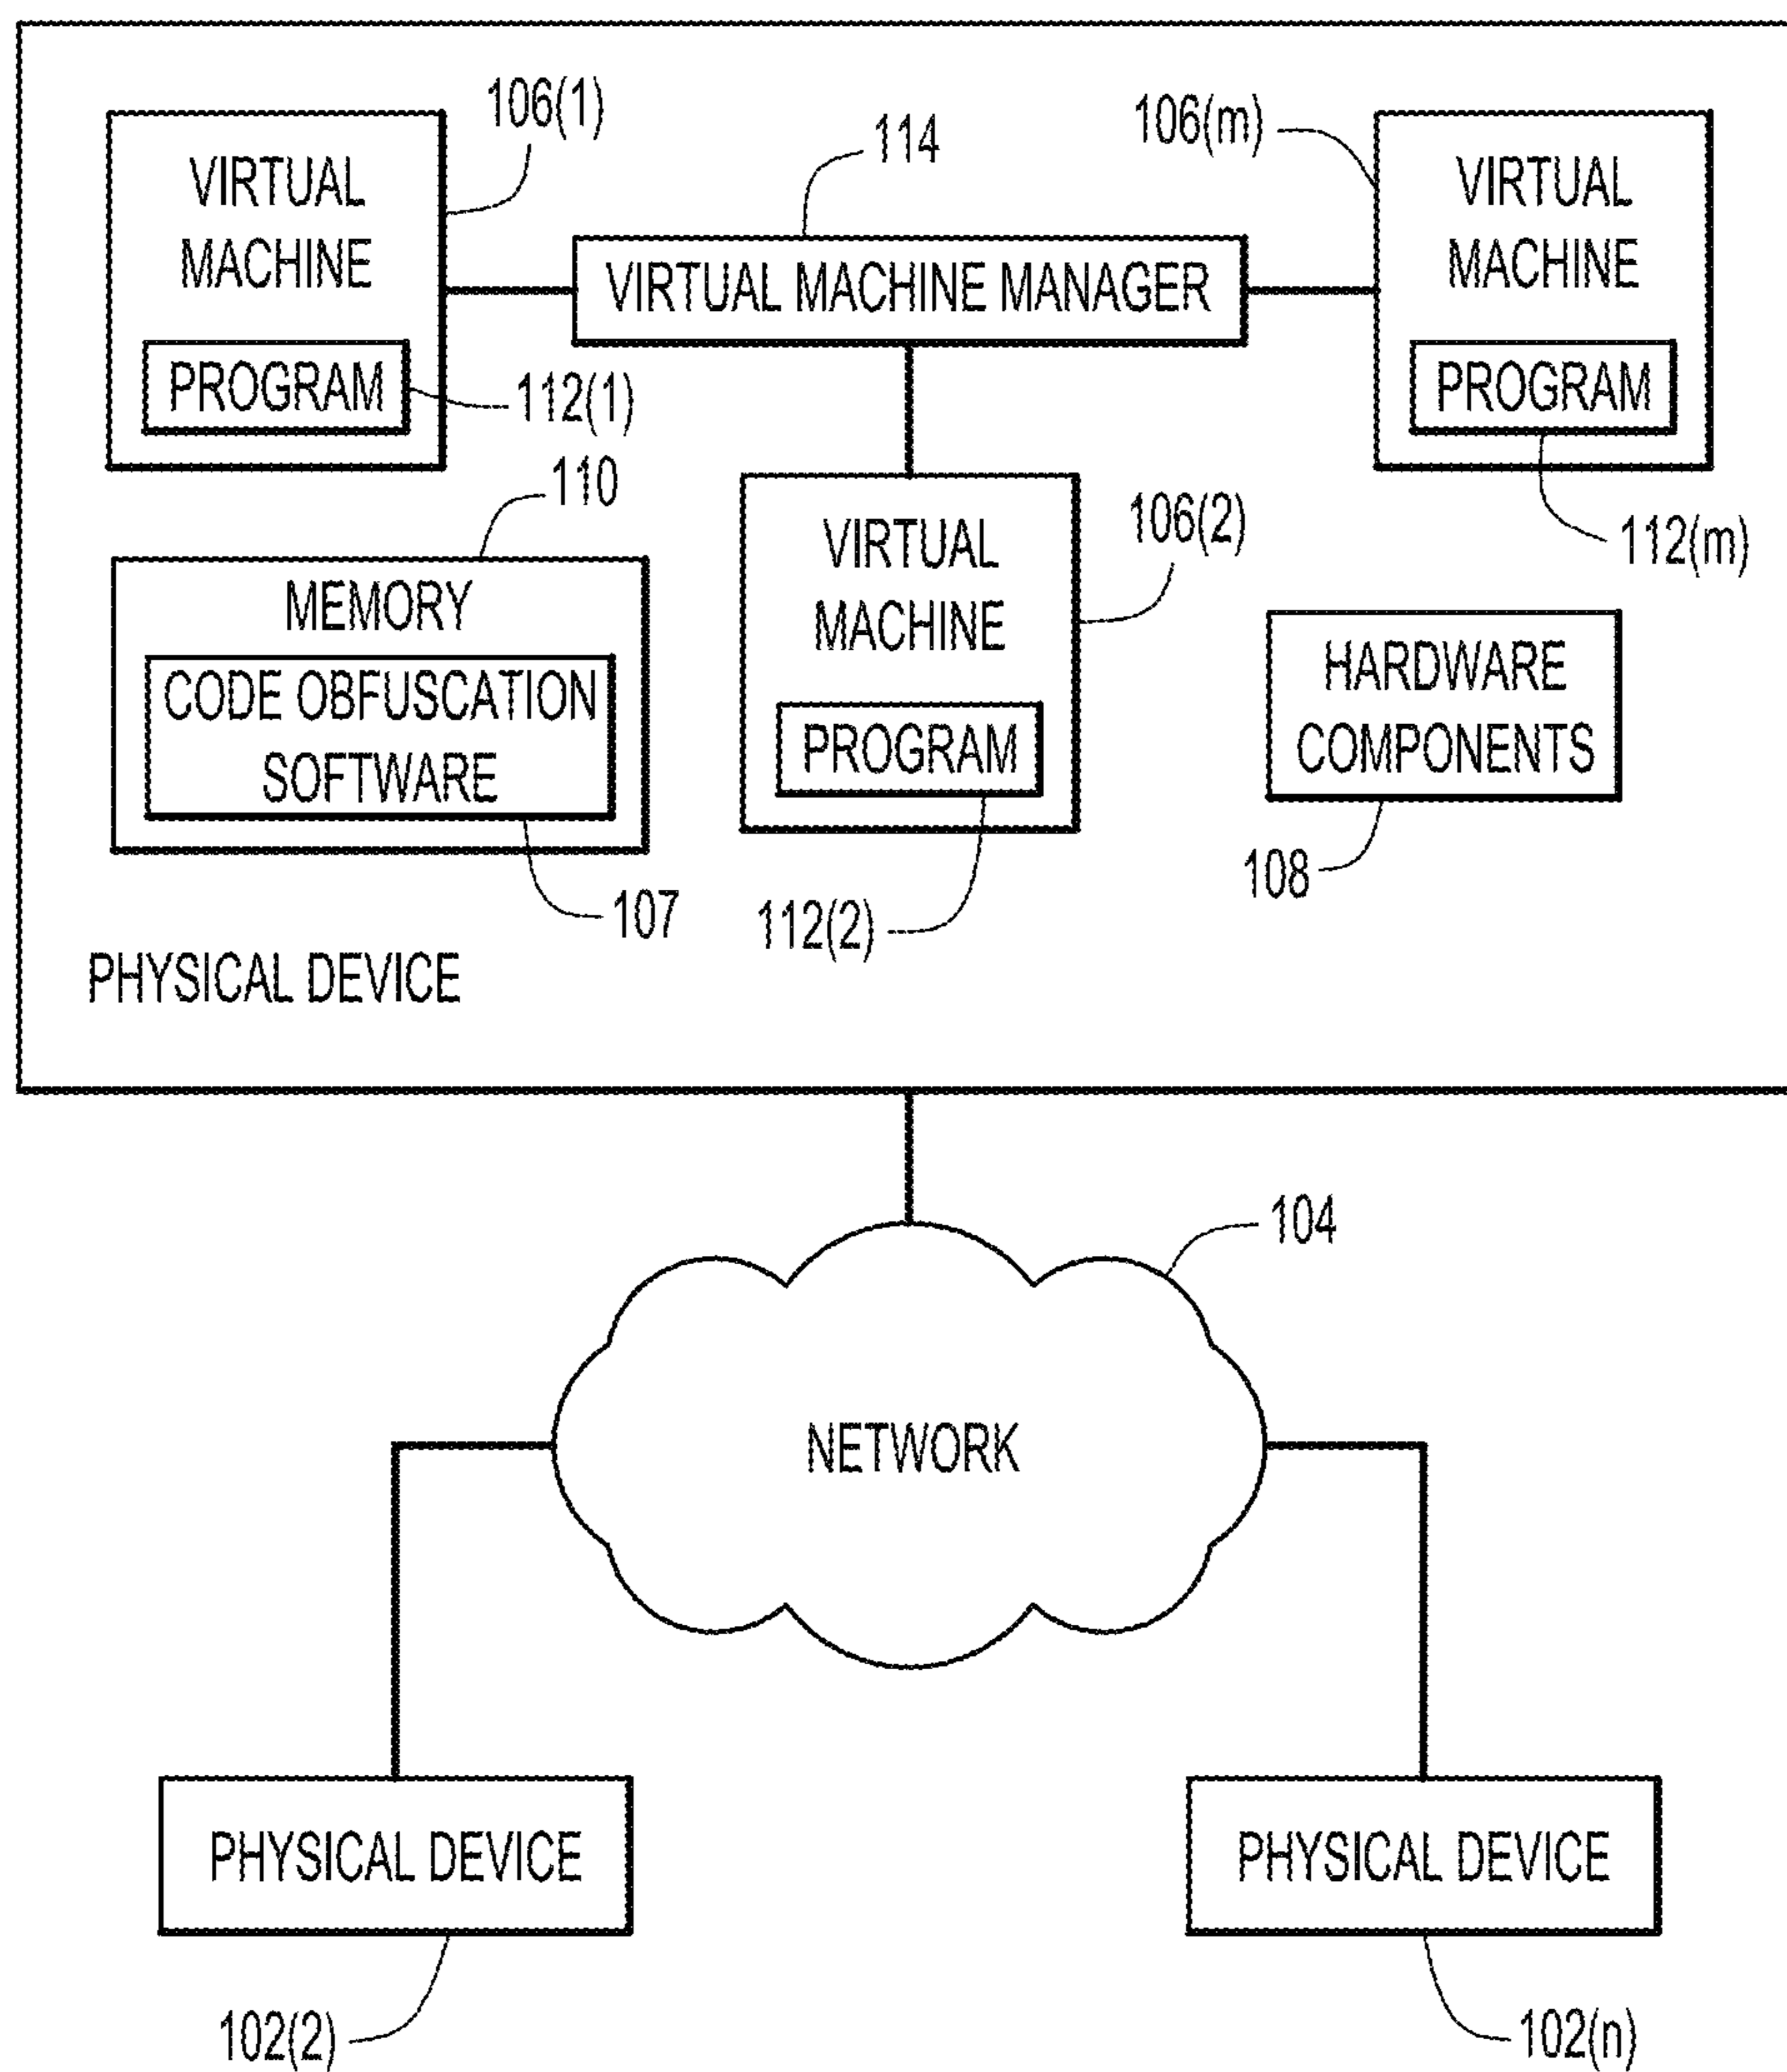 106(1)
VIRTUAL
MACHINE
PROGRAM
112(1)
114
VIRTUAL MACHINE MANAGER
106(m)
VIRTUAL
MACHINE
PROGRAM
112(m)
110
MEMORY
CODE OBFUSCATION
SOFTWARE
107
106(2)
VIRTUAL
MACHINE
PROGRAM
112(2)
HARDWARE
COMPONENTS
108
PHYSICAL DEVICE
104
NETWORK
PHYSICAL DEVICE
102(2)
PHYSICAL DEVICE
102(n)